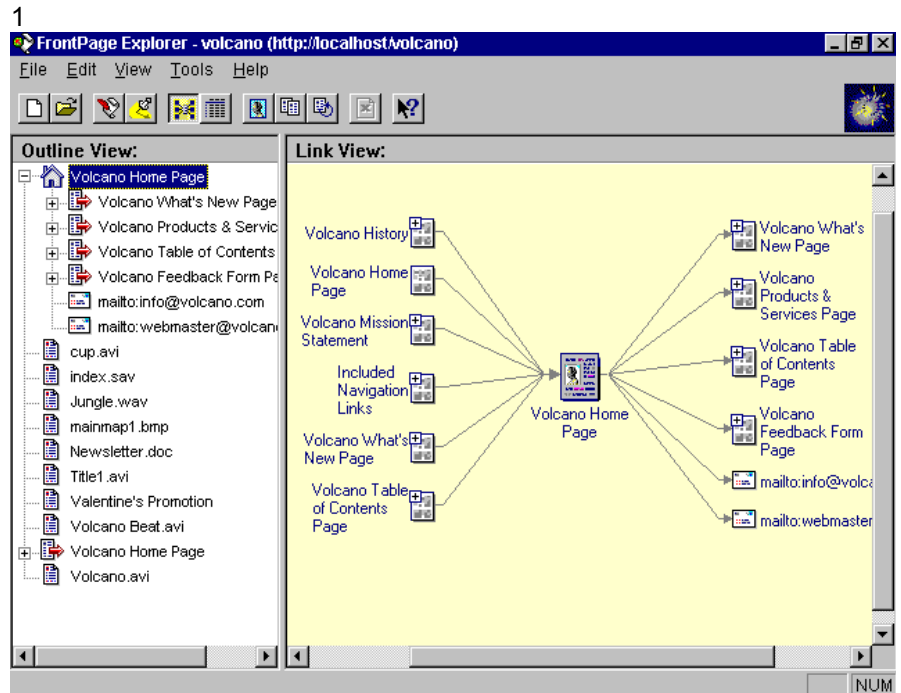 1
FrontPage Explorer - volcano (http://localhost/volcano)
File Edit View Tools Help
Outline View:
Volcano Home Page
Volcano What's New Page
Volcano Products & Servic
Volcano Table of Contents
Volcano Feedback Form Pa
mailto:info@volcano.com
mailto:webmaster@volcan
cup.avi
index.sav
Jungle.wav
mainmap1.bmp
Newsletter.doc
Title1.avi
Valentine's Promotion
Volcano Beat.avi
Volcano Home Page
Volcano.avi
Link View:
Volcano History
Volcano Home
Page
Volcano Mission
Statement
Included
Navigation
Links
Volcano What's
New Page
Volcano Table
of Contents
Page
Volcano Home
Page
Volcano What's
New Page
Volcano
Products &
Services Page
Volcano Table
of Contents
Page
Volcano
Feedback Form
Page
mailto:info@volca
mailto:webmaster
NUM